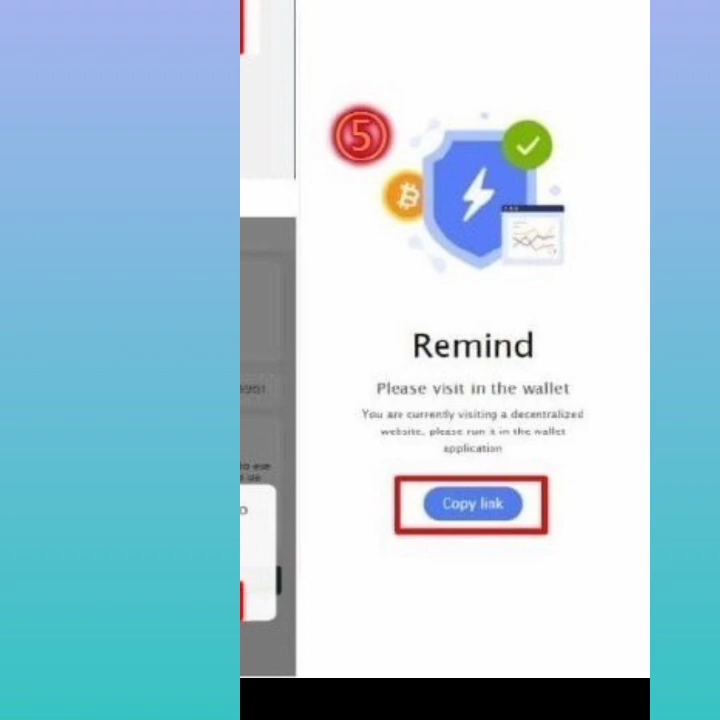 5
Remind
Please visit in the wallet
You are currently visiting a decentralized
website, please run it in the wallet
application
Copy link